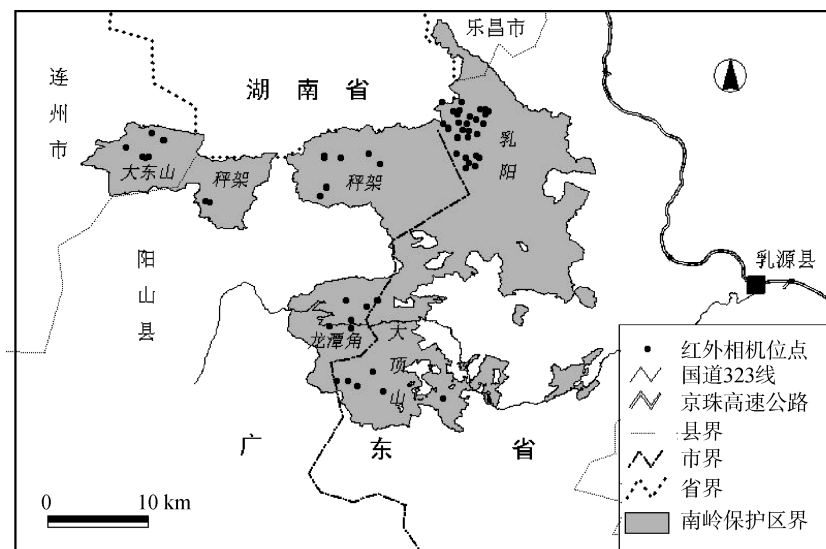 乐昌市
连州市
湖南省
乳阳
大东山
秤架
秤架
阳山县
乳源县
龙潭角
大顶山
广东省
红外相机位点
国道323线
京珠高速公路
县界
市界
省界
南岭保护区界
0 10 km